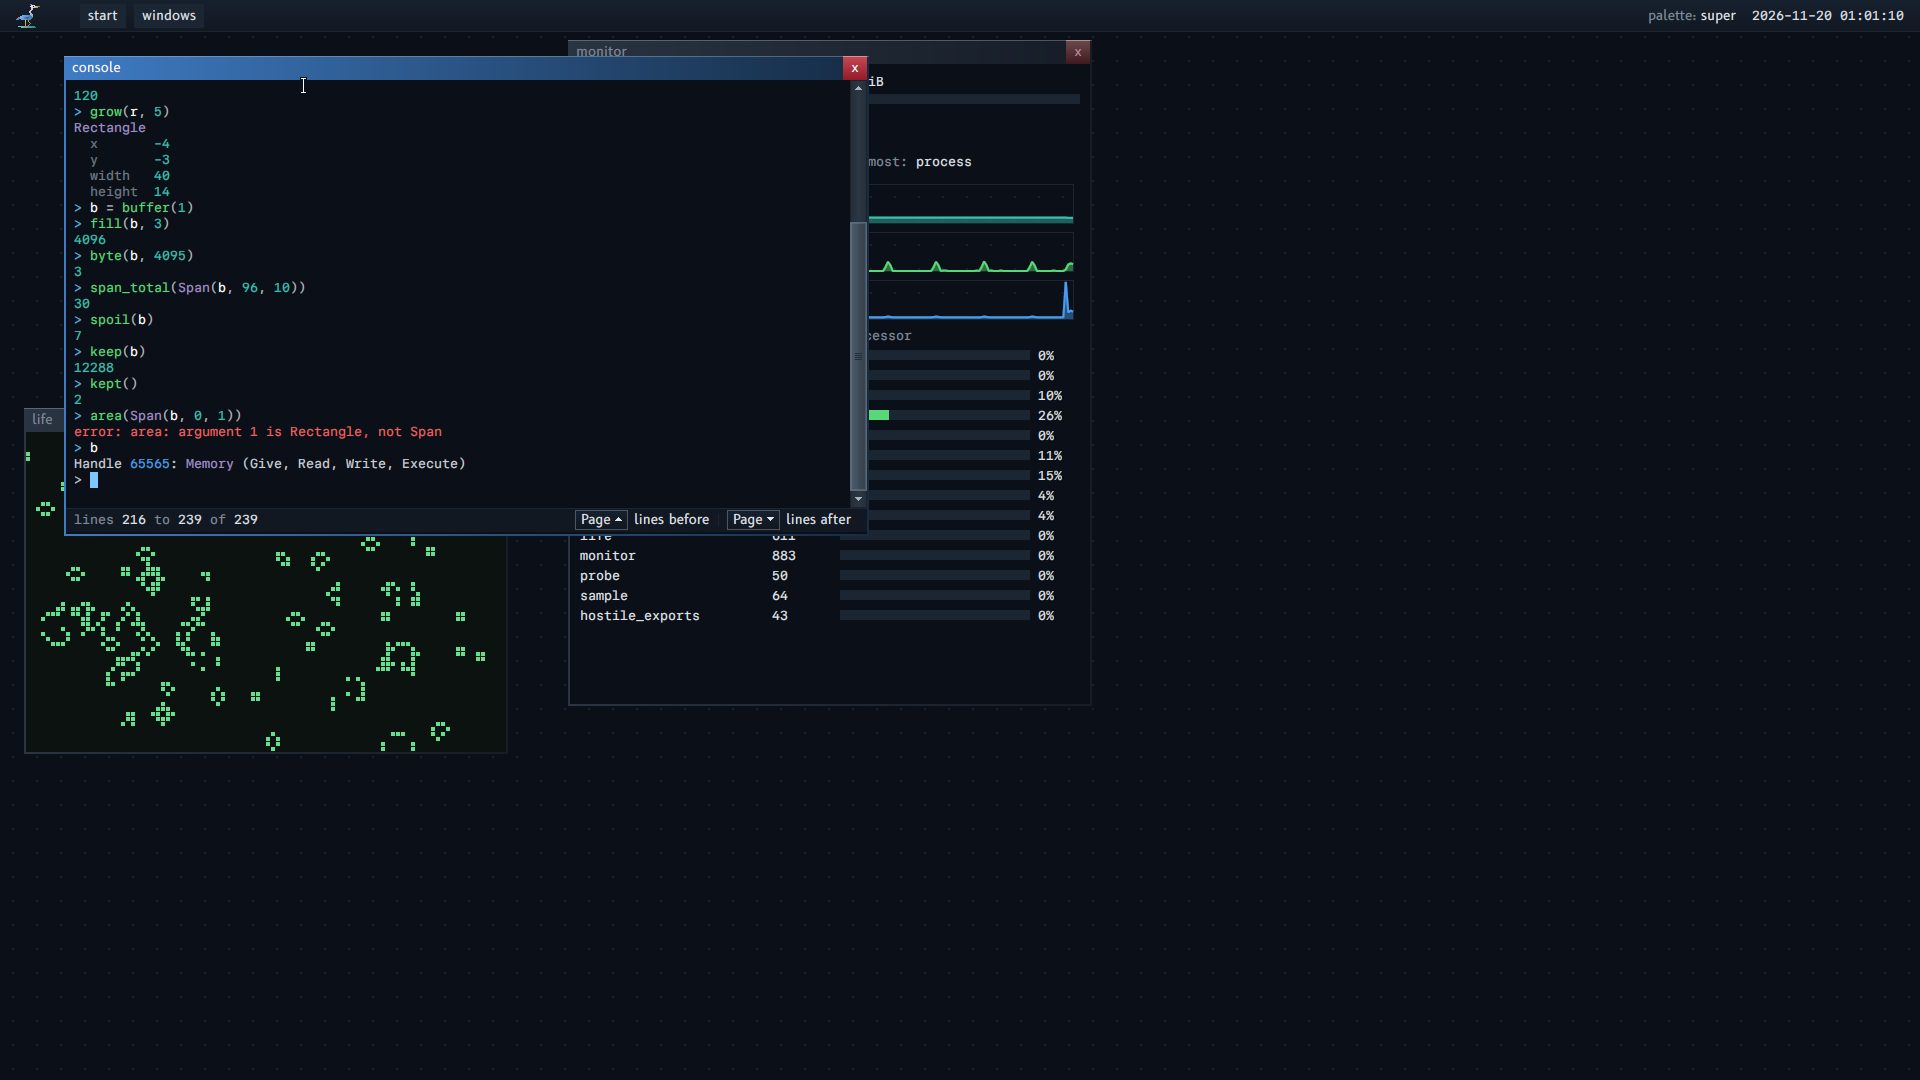 start windows palette: super 2026-11-20 01:01:10
monitor x
console x
iB
120
> grow(r, 5)
Rectangle
x -4
y -3
width 40
height 14
> b = buffer(1)
> fill(b, 3)
4096
> byte(b, 4095)
3
> span_total(Span(b, 96, 10))
30
> spoil(b)
7
> keep(b)
12288
> kept()
2
> area(Span(b, 0, 1))
error: area: argument 1 is Rectangle, not Span
> b
Handle 65565: Memory (Give, Read, Write, Execute)
>
lines 216 to 239 of 239 Page lines before Page lines after
most: process
cessor
0%
0%
10%
26%
0%
11%
15%
4%
4%
0%
monitor 883 0%
probe 50 0%
sample 64 0%
hostile_exports 43 0%
life